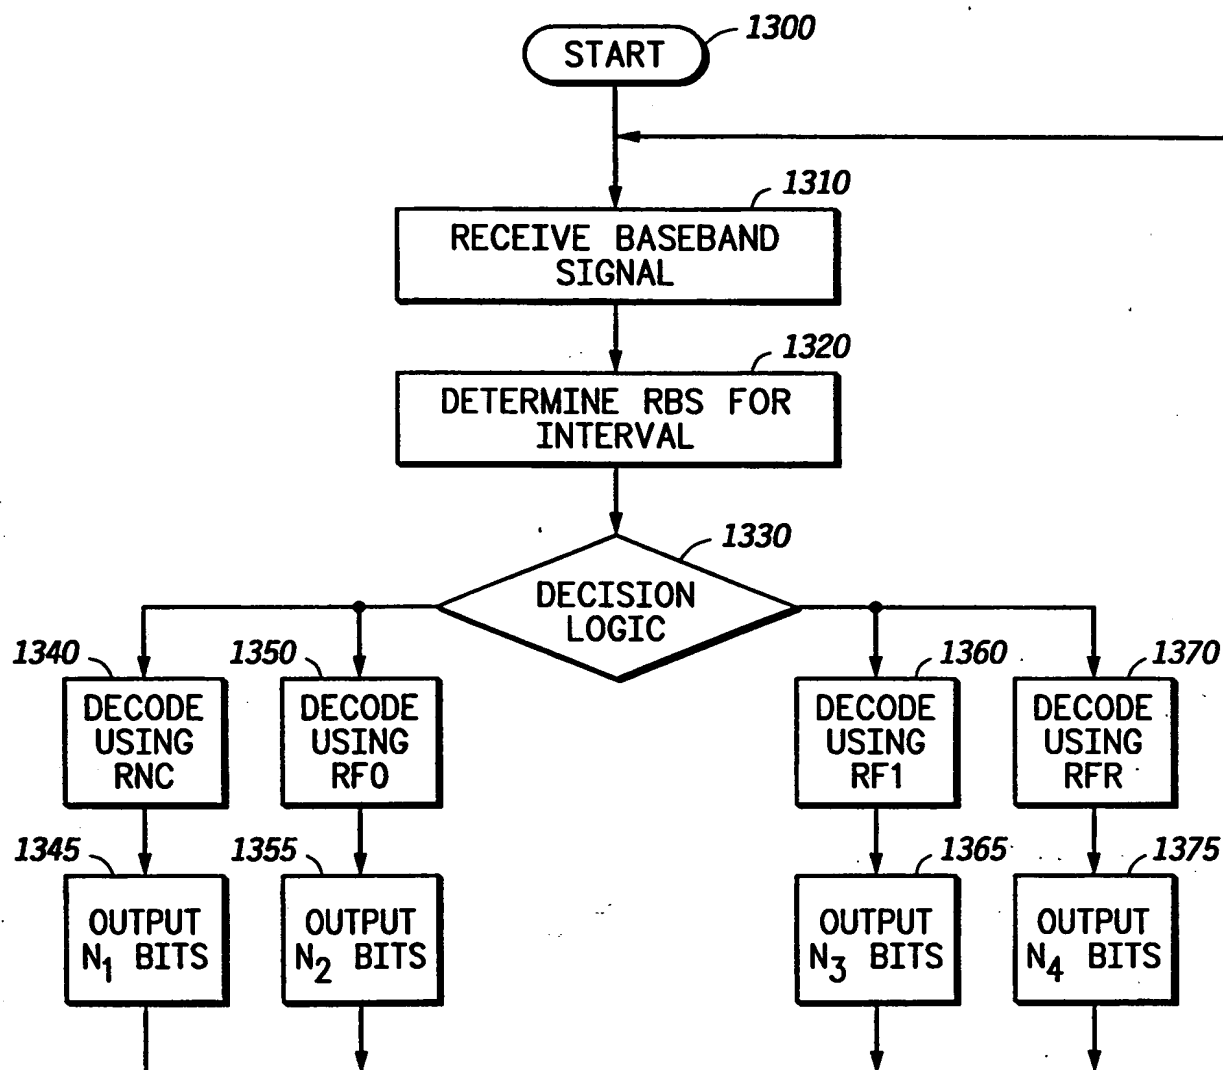 START
1300
1310
RECEIVE BASEBAND
SIGNAL
1320
DETERMINE RBS FOR
INTERVAL
1330
DECISION
LOGIC
1340
DECODE
USING
RNC
1350
DECODE
USING
RF0
1360
DECODE
USING
RF1
1370
DECODE
USING
RFR
1345
OUTPUT
N1 BITS
1355
OUTPUT
N2 BITS
1365
OUTPUT
N3 BITS
1375
OUTPUT
N4 BITS